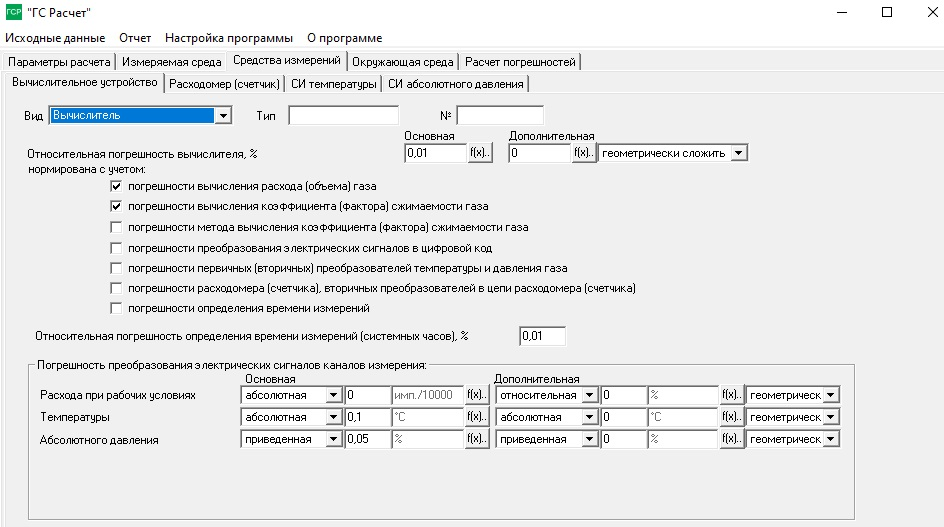 ГСР "ГС Расчет"
Исходные данные Отчет Настройка программы О программе
Параметры расчета Измеряемая среда Средства измерений Окружающая среда Расчет погрешностей
Вычислительное устройство Расходомер (счетчик) СИ температуры СИ абсолютного давления
Вид Вычислитель Тип №
Основная Дополнительная
Относительная погрешность вычислителя, % 0,01 f(x).. 0 f(x).. геометрически сложить
нормирована с учетом:
погрешности вычисления расхода (объема) газа
погрешности вычисления коэффициента (фактора) сжимаемости газа
погрешности метода вычисления коэффициента (фактора) сжимаемости газа
погрешности преобразования электрических сигналов в цифровой код
погрешности первичных (вторичных) преобразователей температуры и давления газа
погрешности расходомера (счетчика), вторичных преобразователей в цепи расходомера (счетчика)
погрешности определения времени измерений
Относительная погрешность определения времени измерений (системных часов), % 0,01
Погрешность преобразования электрических сигналов каналов измерения:
Основная Дополнительная
Расхода при рабочих условиях абсолютная 0 имп./10000 f(x).. относительная 0 % f(x).. геометрическ
Температуры абсолютная 0,1 °C f(x).. абсолютная 0 °C f(x).. геометрическ
Абсолютного давления приведенная 0,05 % f(x).. приведенная 0 % f(x).. геометрическ